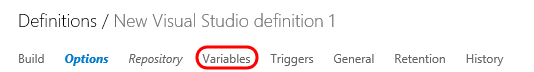 Definitions / New Visual Studio definition 1
Build Options Repository Variables Triggers General Retention History